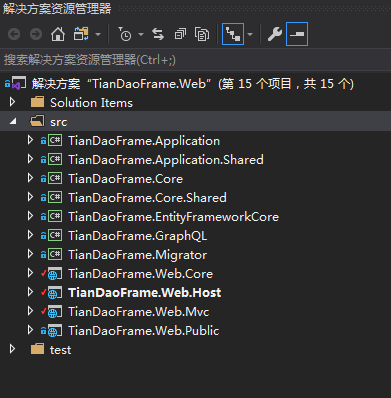 解决方案资源管理器
搜索解决方案资源管理器(Ctrl+;)
解决方案“TianDaoFrame.Web”(第 15 个项目，共 15 个)
Solution Items
src
C# TianDaoFrame.Application
C# TianDaoFrame.Application.Shared
C# TianDaoFrame.Core
C# TianDaoFrame.Core.Shared
C# TianDaoFrame.EntityFrameworkCore
C# TianDaoFrame.GraphQL
C# TianDaoFrame.Migrator
TianDaoFrame.Web.Core
TianDaoFrame.Web.Host
TianDaoFrame.Web.Mvc
TianDaoFrame.Web.Public
test